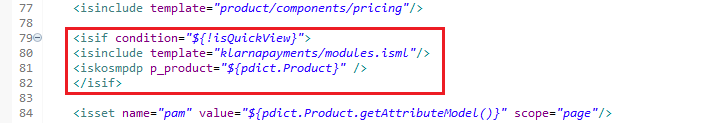 77 <isinclude template="product/components/pricing"/>
78
79 <isif condition="${!isQuickView}">
80 <isinclude template="klarnapayments/modules.isml"/>
81 <iskosmpdp p_product="${pdict.Product}" />
82 </isif>
83
84 <isset name="pam" value="${pdict.Product.getAttributeModel()}" scope="page"/>